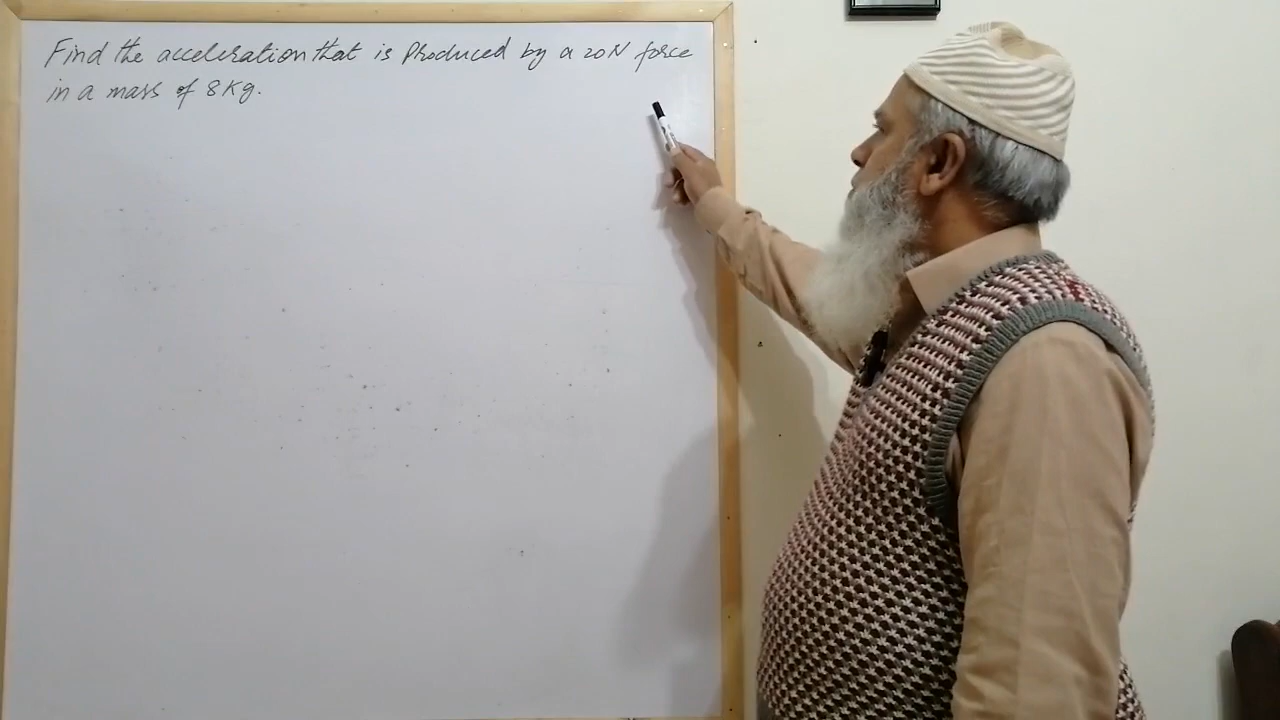 Find the acceleration that is Produced by a 20N force
in a mass of 8Kg.